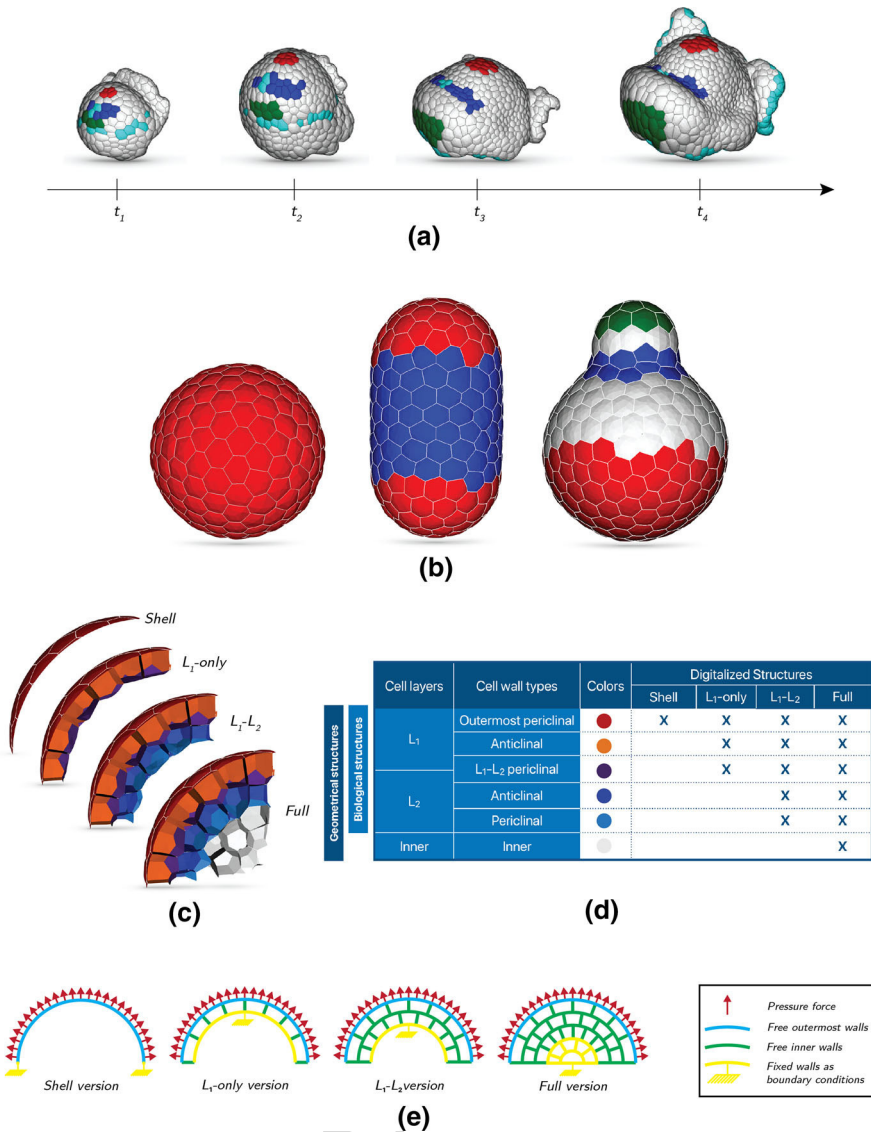 t1 t2 t3 t4
(a)
(b)
Shell
L1-only
L1-L2
Full
(c)
Geometrical structures
Biological structures
Cell layers Cell wall types Colors Digitalized Structures
Shell L1-only L1-L2 Full
L1 Outermost periclinal X X X X
Anticlinal X X X
L1-L2 periclinal X X X
L2 Anticlinal X X
Periclinal X X
Inner Inner X
(d)
Shell version L1-only version L1-L2version Full version
Pressure force
Free outermost walls
Free inner walls
Fixed walls as
boundary conditions
(e)